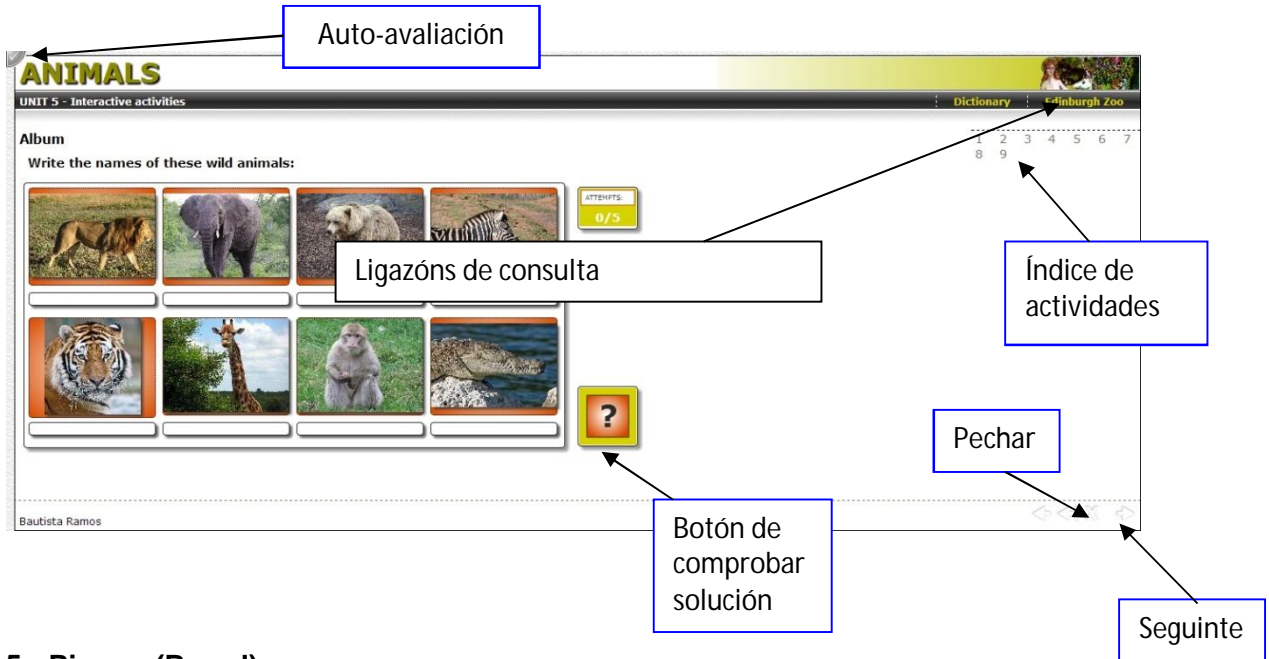 Auto-avaliación
ANIMALS
UNIT 5 - Interactive activities
Dictionary
Edinburgh Zoo
Album
1 2 3 4 5 6 7
8 9
Write the names of these wild animals:
ATTEMPTS:
0/5
Ligazóns de consulta
Índice de
actividades
?
Pechar
Bautista Ramos
Botón de
comprobar
solución
Seguinte